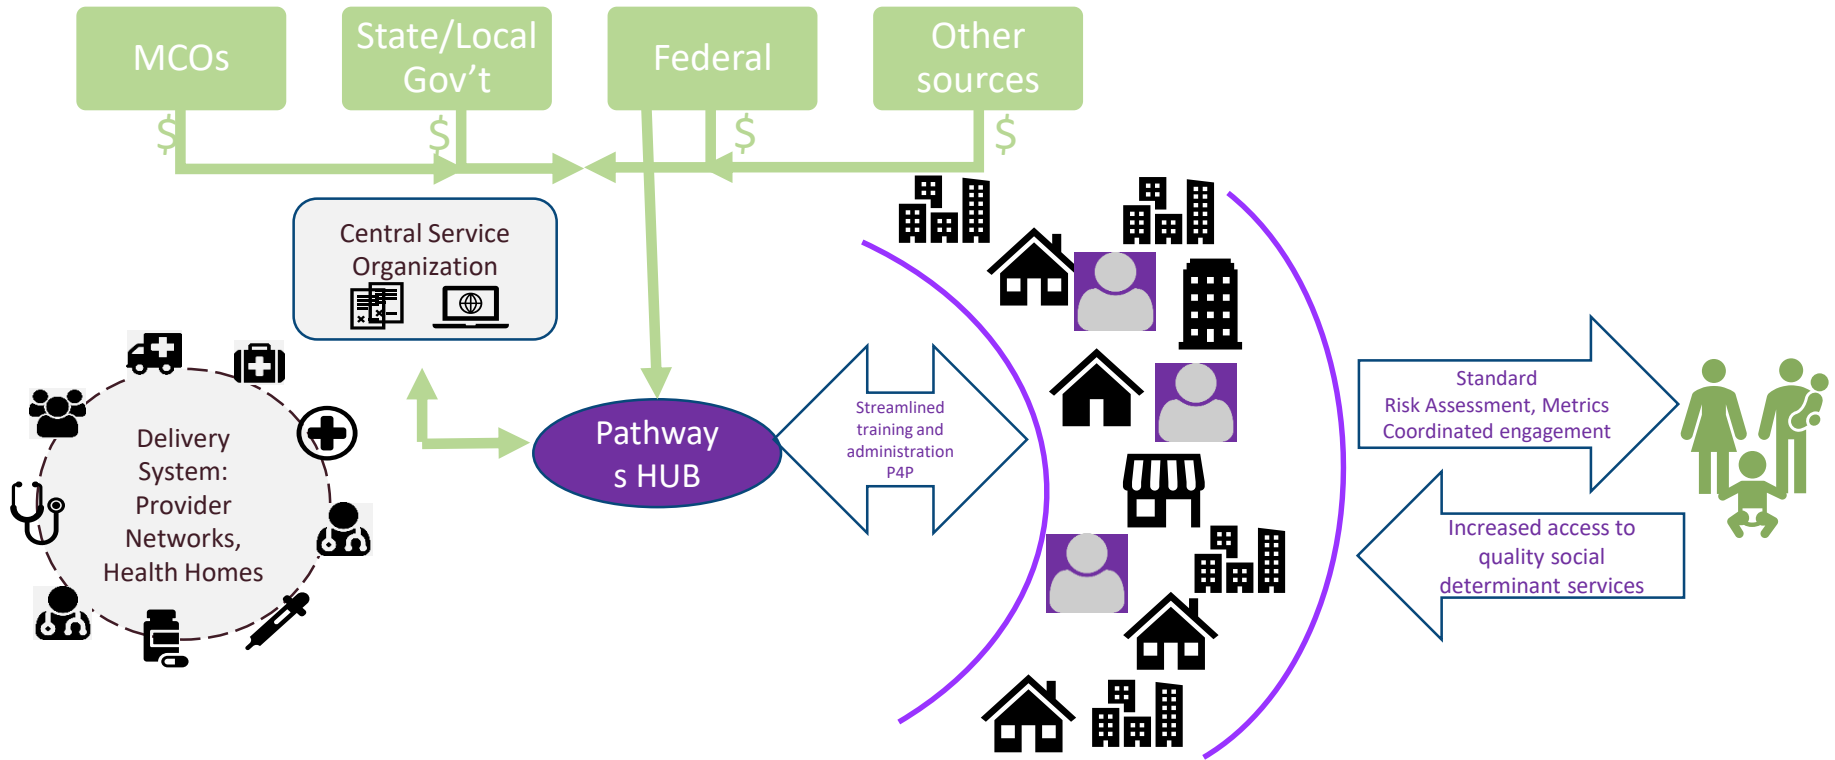 MCOs
State/Local
Gov’t
Federal
Other
sources
$
$
$
$
Central Service
Organization
Delivery
System:
Provider
Networks,
Health Homes
Pathway
s HUB
Streamlined
training and
administration
P4P
Standard
Risk Assessment, Metrics
Coordinated engagement
Increased access to
quality social
determinant services